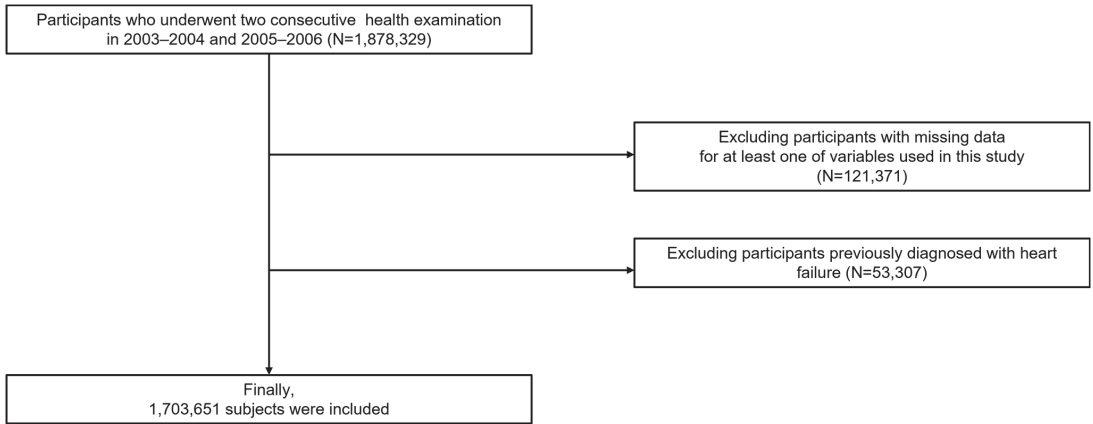 Participants who underwent two consecutive health examination
in 2003–2004 and 2005–2006 (N=1,878,329)
Excluding participants with missing data
for at least one of variables used in this study
(N=121,371)
Excluding participants previously diagnosed with heart
failure (N=53,307)
Finally,
1,703,651 subjects were included